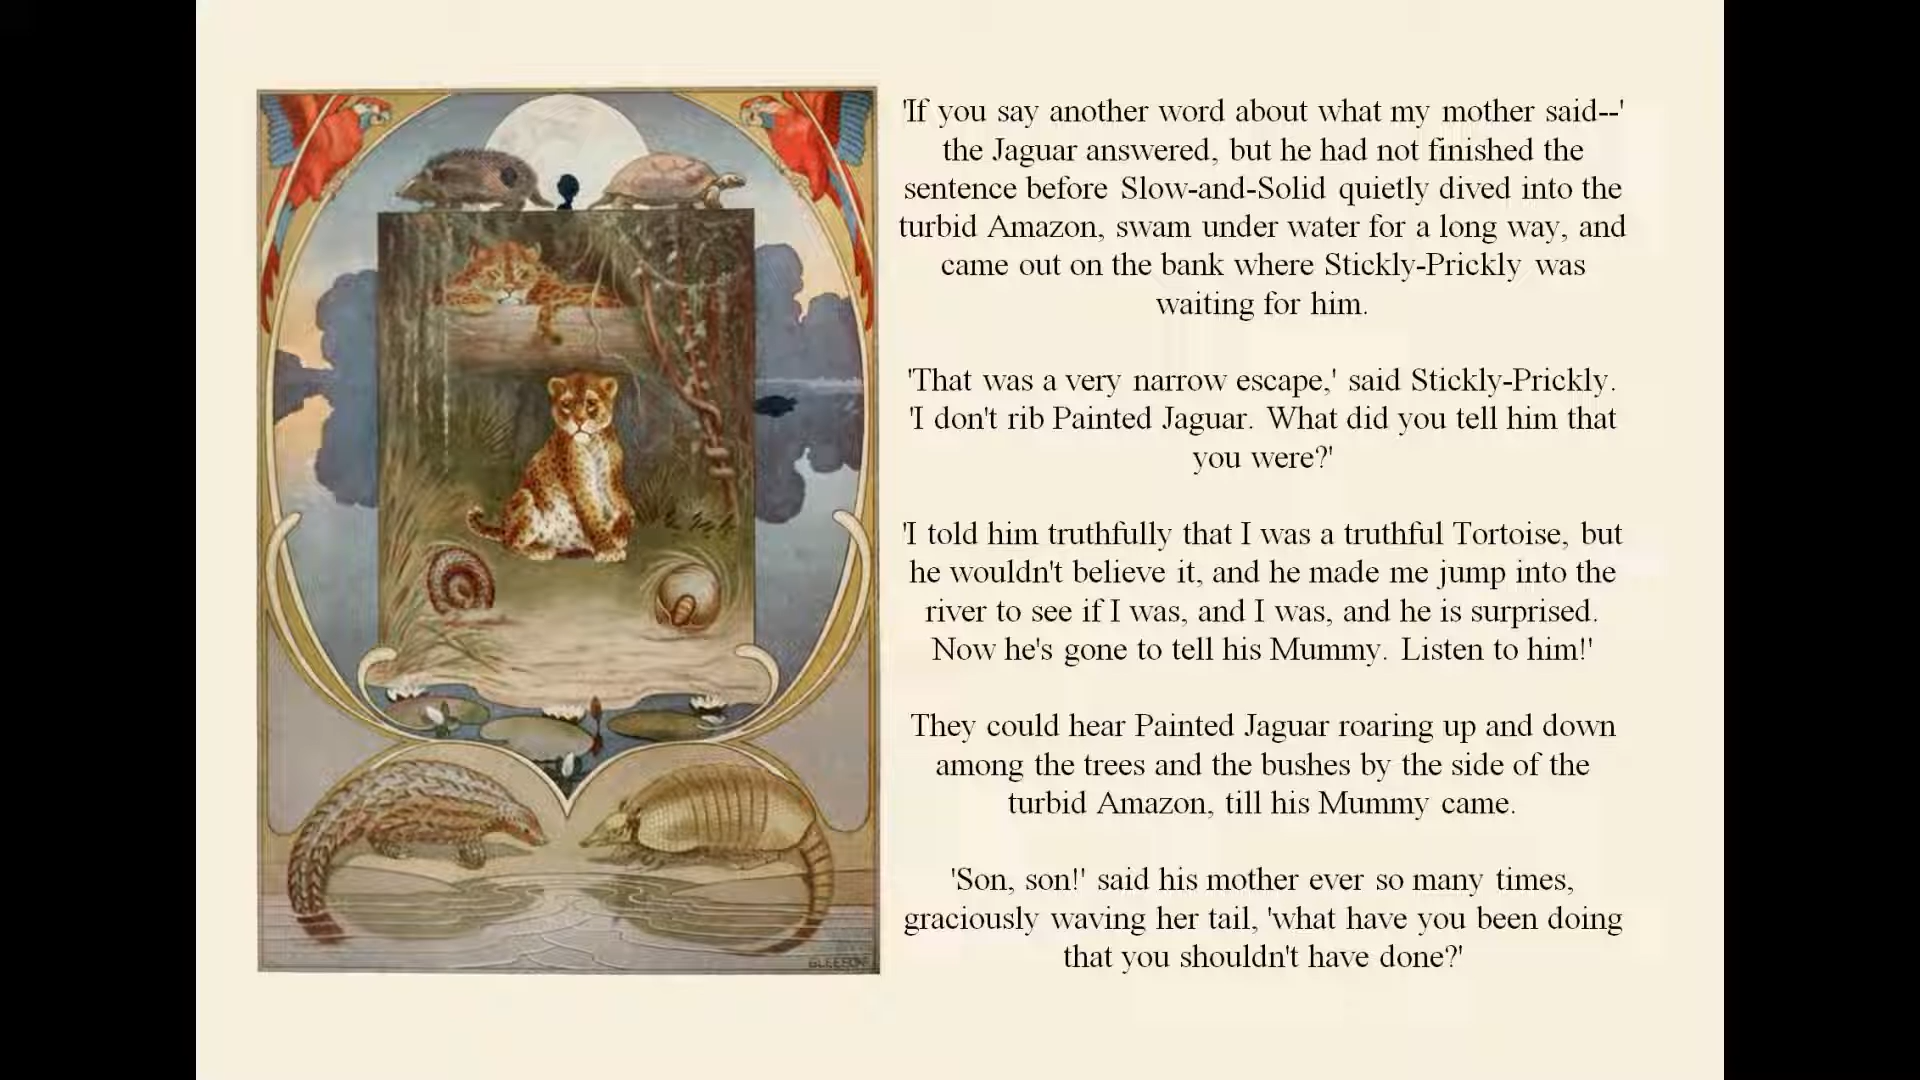 'If you say another word about what my mother said--'
the Jaguar answered, but he had not finished the
sentence before Slow-and-Solid quietly dived into the
turbid Amazon, swam under water for a long way, and
came out on the bank where Stickly-Prickly was
waiting for him.
'That was a very narrow escape,' said Stickly-Prickly.
'I don't rib Painted Jaguar. What did you tell him that
you were?'
'I told him truthfully that I was a truthful Tortoise, but
he wouldn't believe it, and he made me jump into the
river to see if I was, and I was, and he is surprised.
Now he's gone to tell his Mummy. Listen to him!'
They could hear Painted Jaguar roaring up and down
among the trees and the bushes by the side of the
turbid Amazon, till his Mummy came.
'Son, son!' said his mother ever so many times,
graciously waving her tail, 'what have you been doing
that you shouldn't have done?'
GLEESON